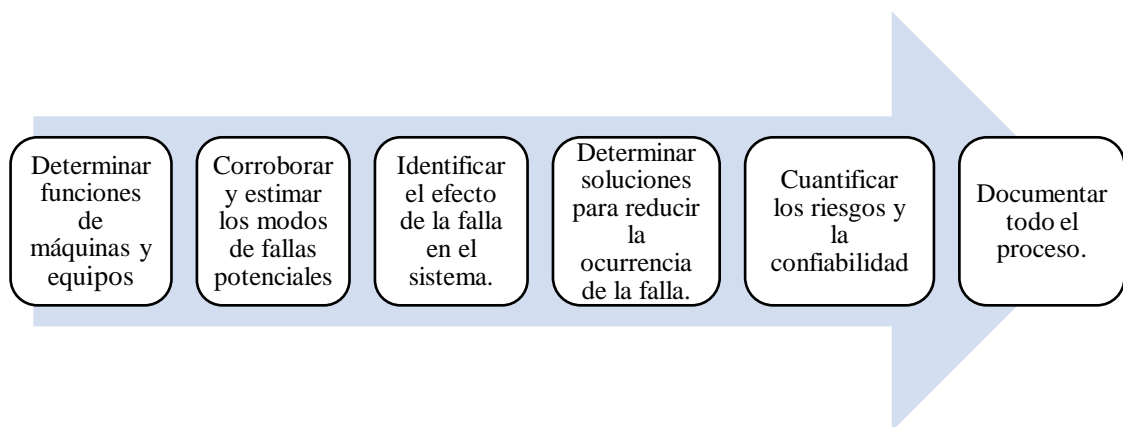 Determinar
funciones
de
máquinas y
equipos
Corroborar
y estimar
los modos
de fallas
potenciales
Identificar
el efecto
de la falla
en el
sistema.
Determinar
soluciones
para reducir
la
ocurrencia
de la falla.
Cuantificar
los riesgos y
la
confiabilidad
Documentar
todo el
proceso.